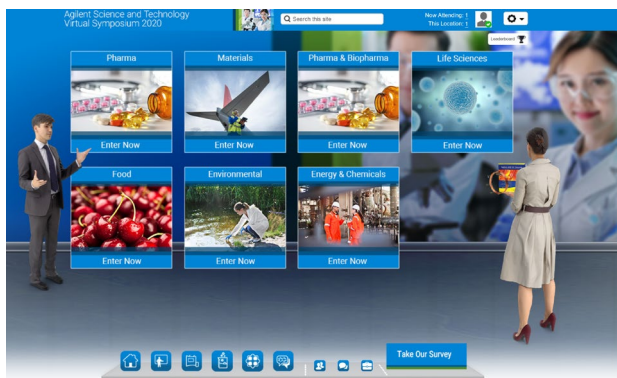 Agilent Science and Technology
Virtual Symposium 2020
Search this site
Now Attending: 1
This Location: 1
Leaderboard
Pharma
Materials
Pharma & Biopharma
Life Sciences
Enter Now
Enter Now
Enter Now
Enter Now
Food
Environmental
Energy & Chemicals
Enter Now
Enter Now
Enter Now
Take Our Survey